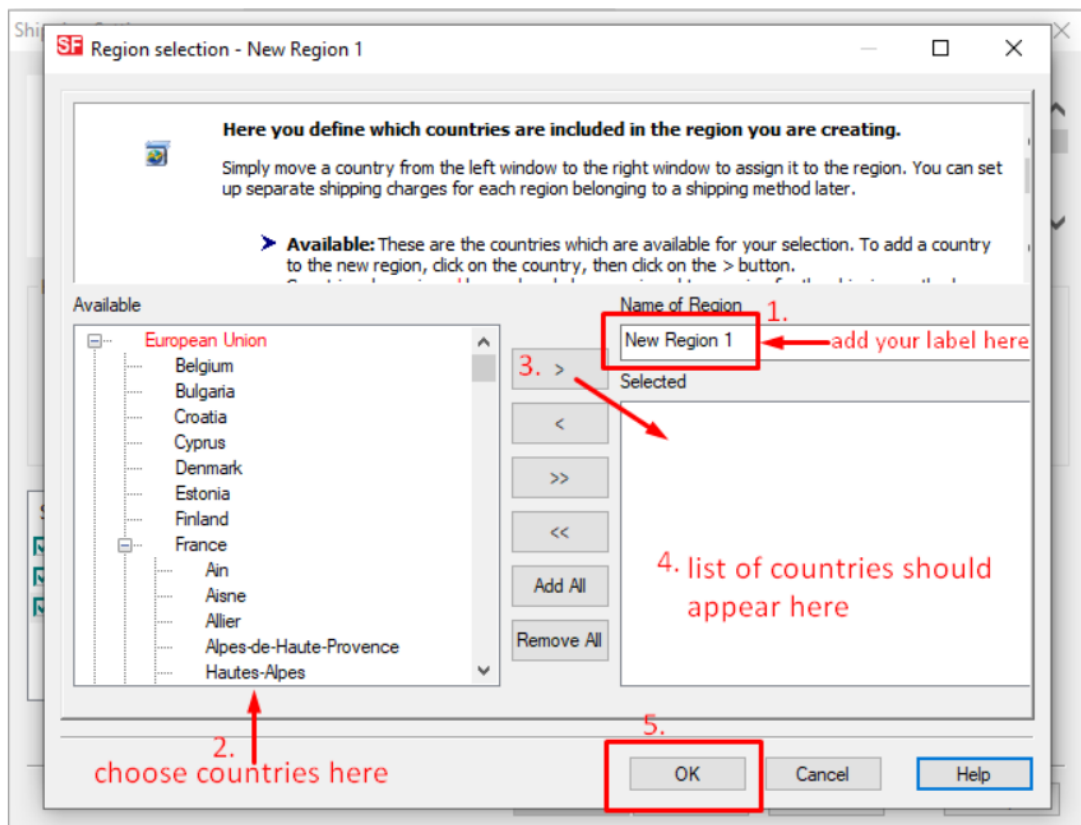 Shi
SF Region selection - New Region 1
Here you define which countries are included in the region you are creating.
Simply move a country from the left window to the right window to assign it to the region. You can set
up separate shipping charges for each region belonging to a shipping method later.
Available: These are the countries which are available for your selection. To add a country
to the new region, click on the country, then click on the > button.
Available
Name of Region
1.
New Region 1
add your label here
European Union
Belgium
Bulgaria
Croatia
Cyprus
Denmark
Estonia
Finland
France
Ain
Aisne
Allier
Alpes-de-Haute-Provence
Hautes-Alpes
3. >
<
>>
<<
Add All
Remove All
Selected
4. list of countries should
appear here
2.
choose countries here
5.
OK
Cancel
Help